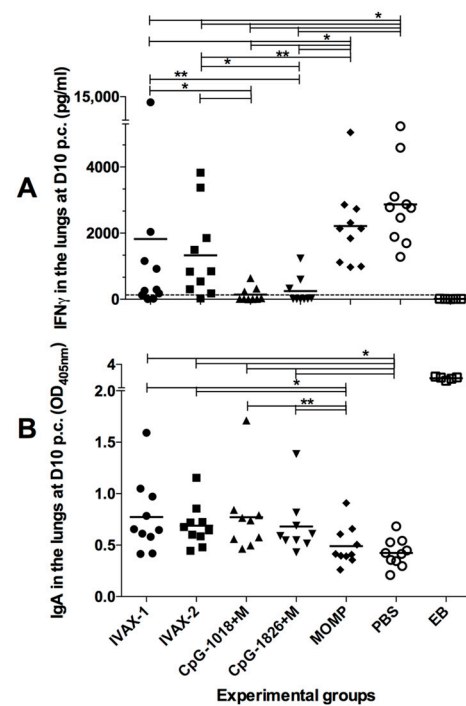 *
*
**
*
**
*
15,000
4000
2000
0
A
IFNγ in the lungs at D10 p.c. (pg/ml)
*
*
**
4
2.0
1.5
1.0
0.5
0.0
B
IgA in the lungs at D10 p.c. (OD405nm)
IVAX-1
IVAX-2
CpG-1018+M
CpG-1826+M
MOMP
PBS
EB
Experimental groups